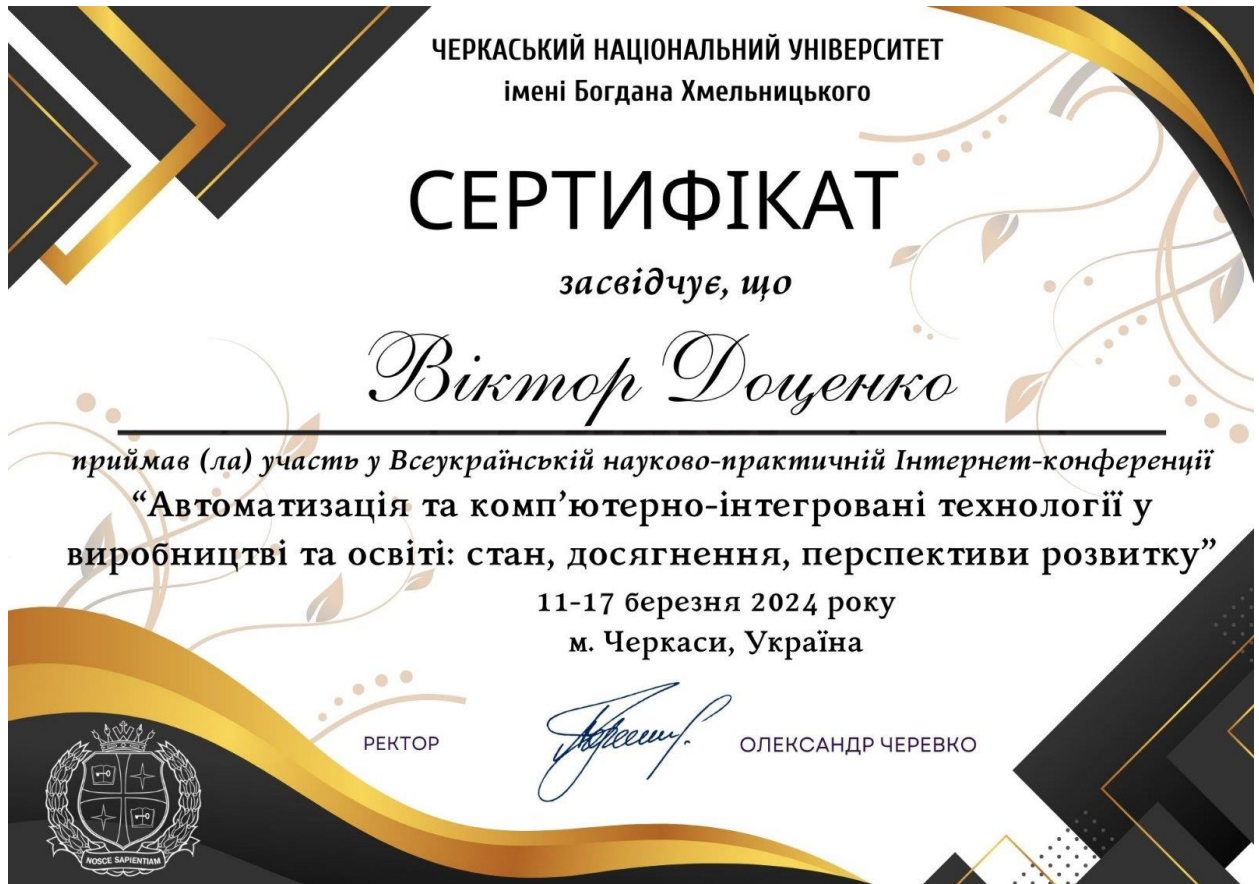 ЧЕРКАСЬКИЙ НАЦІОНАЛЬНИЙ УНІВЕРСИТЕТ
імені Богдана Хмельницького
СЕРТИФІКАТ
засвідчує, що
Віктор Доценко
приймав (ла) участь у Всеукраїнській науково-практичній Інтернет-конференції
“Автоматизація та комп’ютерно-інтегровані технології у
виробництві та освіті: стан, досягнення, перспективи розвитку”
11-17 березня 2024 року
м. Черкаси, Україна
РЕКТОР
ОЛЕКСАНДР ЧЕРЕВКО
NOSCE SAPIENTIAM